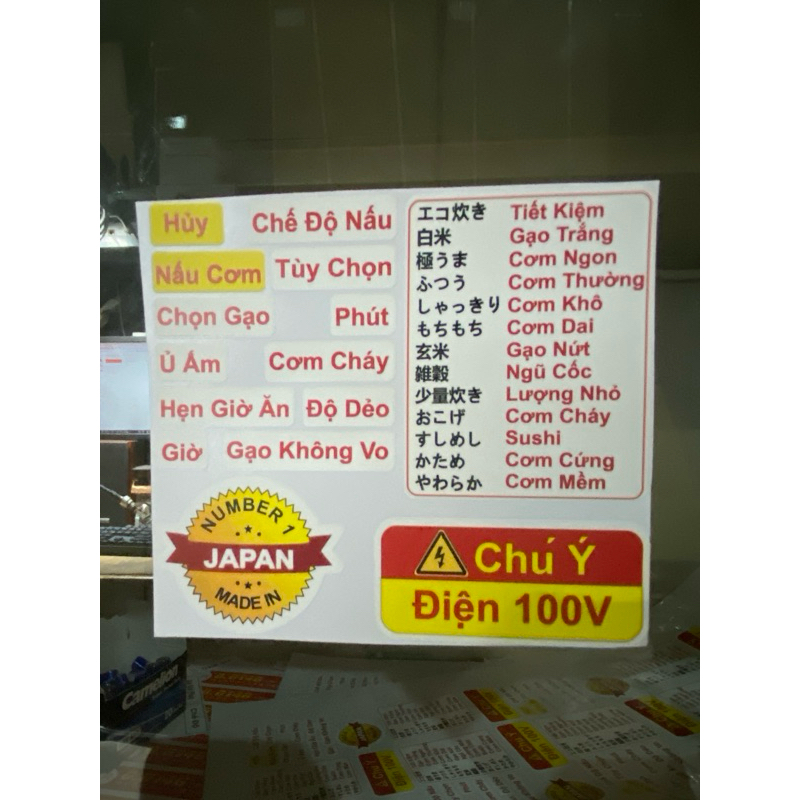 Hủy
Chế Độ Nấu
Nấu Cơm
Tùy Chọn
Chọn Gạo
Phút
Ủ Ấm
Cơm Cháy
Hẹn Giờ Ăn
Độ Dẻo
Giờ
Gạo Không Vo
エコ炊き Tiết Kiệm
白米 Gạo Trắng
極うま Cơm Ngon
ふつう Cơm Thường
しゃっきり Cơm Khô
もちもち Cơm Dai
玄米 Gạo Nứt
雑穀 Ngũ Cốc
少量炊き Lượng Nhỏ
おこげ Cơm Cháy
すしめし Sushi
かため Cơm Cứng
やわらか Cơm Mềm
NUMBER 1
JAPAN
MADE IN
Chú Ý
Điện 100V
Camelion
Chú Ý
Điện 100V